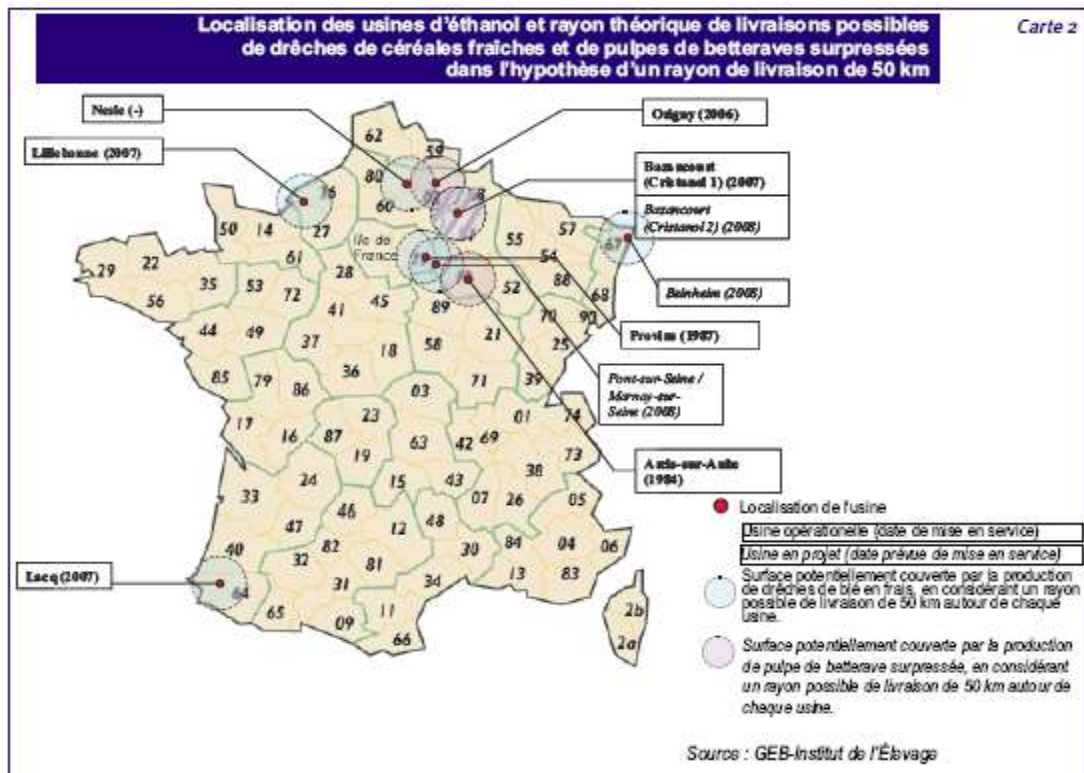 Localisation des usines d'éthanol et rayon théorique de livraisons possibles
de drêches de céréales fraîches et de pulpes de betteraves surpressées
dans l'hypothèse d'un rayon de livraison de 50 km
Carte 2
Nesle (-)
Origny (2006)
Lillebonne (2007)
Bazancourt
(Cristanol 1) (2007)
Bazancourt
(Cristanol 2) (2008)
Beinheim (2008)
Provins (1987)
Pont-sur-Seine /
Marnay-sur-
Seine (2008)
Arcis-sur-Aube
(1984)
Lacq (2007)
62
59
80
76
60
50
14
27
55
57
67
Ile de
France
54
61
29
22
28
35
53
72
52
88
68
56
41
45
89
70
90
44
49
21
25
37
18
58
85
79
36
71
39
86
03
01
74
17
16
87
23
63
42
69
19
73
38
24
15
43
33
07
26
05
46
47
12
48
40
82
84
04
06
32
81
30
31
34
13
83
64
65
09
11
66
2b
2a
Localisation de l'usine
Usine opérationelle (date de mise en service)
Usine en projet (date prévue de mise en service)
Surface potentiellement couverte par la production
de drêches de blé en frais, en considérant un rayon
possible de livraison de 50 km autour de chaque
usine.
Surface potentiellement couverte par la production
de pulpe de betterave surpressée, en considérant
un rayon possible de livraison de 50 km autour de
chaque usine.
Source : GEB-Institut de l'Élevage